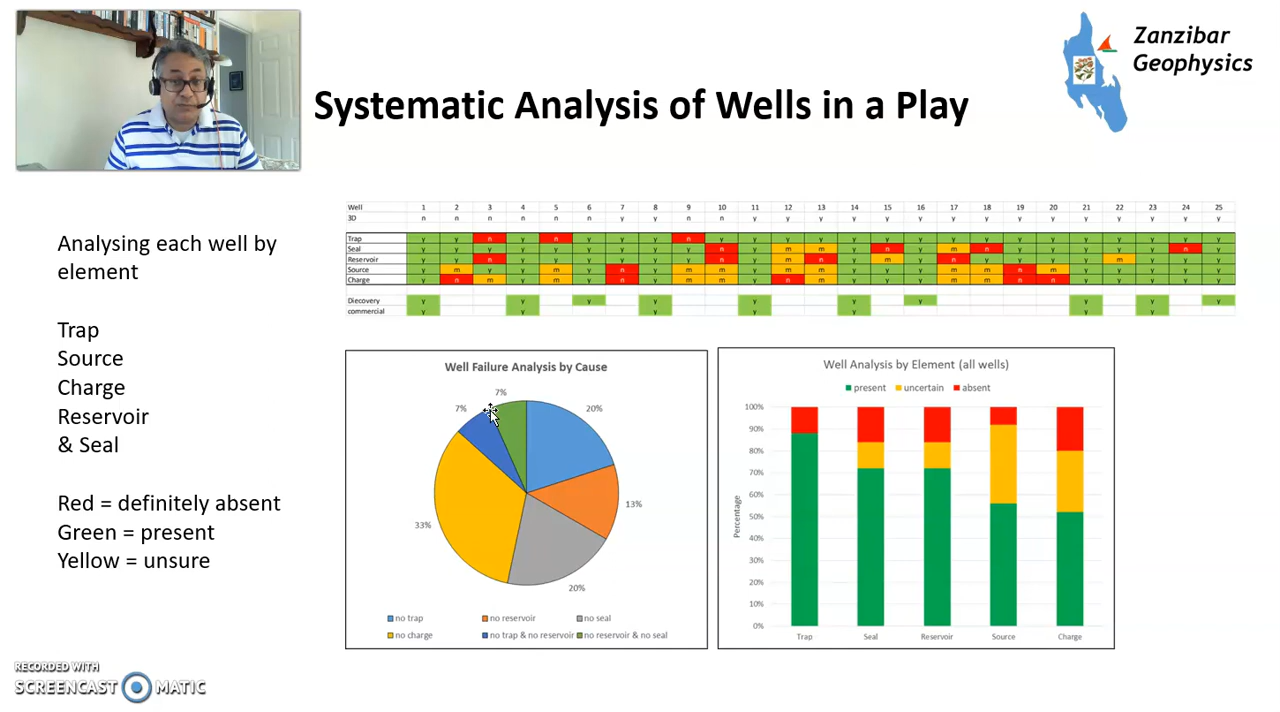 Zanzibar
Geophysics
Systematic Analysis of Wells in a Play
Analysing each well by
element
Trap
Source
Charge
Reservoir
& Seal
Red = definitely absent
Green = present
Yellow = unsure
Well 1 2 3 4 5 6 7 8 9 10 11 12 13 14 15 16 17 18 19 20 21 22 23 24 25
3D n n n n n n y y n n y y y y y y y y y y y y y y y
Trap y y n y n y y y n y y y y y y y y y y y y y y y y
Seal y y y y y y y y y n y m m y n y m n y y y y y n y
Reservoir y y n y y y y y y n y m n y m y n y y y y m y y y
Source y m y y m y n y m m y m m y y y m m n m y y y y y
Charge y n m y m y n y m m y n m y y y m m n n y y y y y
Diecovery y y y y y y y y y y
commercial y y y y y y y
Well Failure Analysis by Cause
7%
7%
20%
13%
33%
20%
no trap no reservoir no seal
no charge no trap & no reservoir no reservoir & no seal
Well Analysis by Element (all wells)
present uncertain absent
Percentage
100%
90%
80%
70%
60%
50%
40%
30%
20%
10%
0%
Trap Seal Reservoir Source Charge
RECORDED WITH
SCREENCAST MATIC